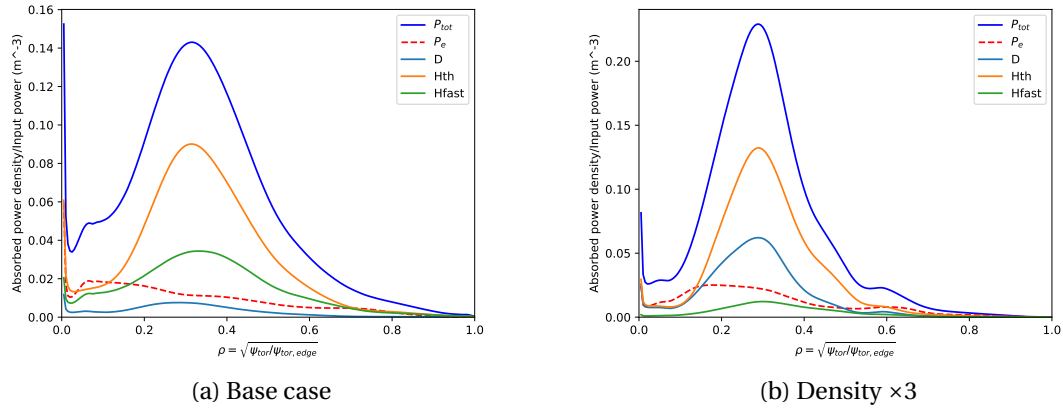 0.16
0.14
0.12
0.10
0.08
0.06
0.04
0.02
0.00
Absorbed power density/Input power (m^-3)
P_tot
P_e
D
Hth
Hfast
0.0 0.2 0.4 0.6 0.8 1.0
ρ = √ψ_tor/ψ_tor,edge
(a) Base case
0.20
0.15
0.10
0.05
0.00
Absorbed power density/Input power (m^-3)
P_tot
P_e
D
Hth
Hfast
0.0 0.2 0.4 0.6 0.8 1.0
ρ = √ψ_tor/ψ_tor,edge
(b) Density ×3